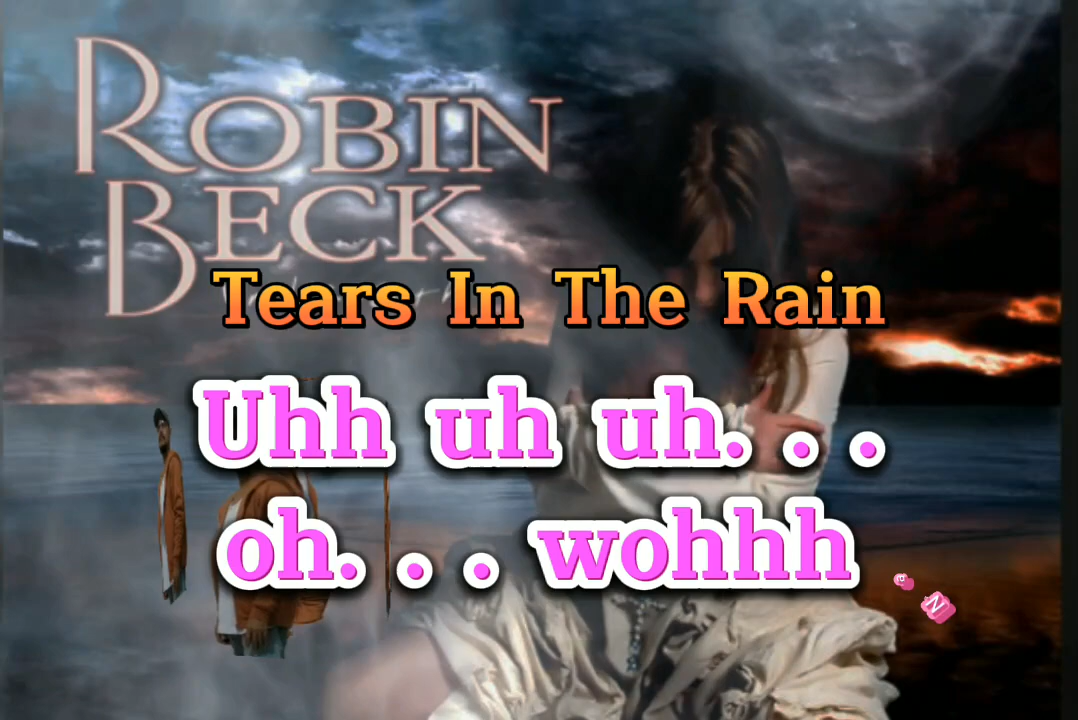 ROBIN
BECK
Tears In The Rain
Uhh uh uh. . .
oh. . . wohhh
N